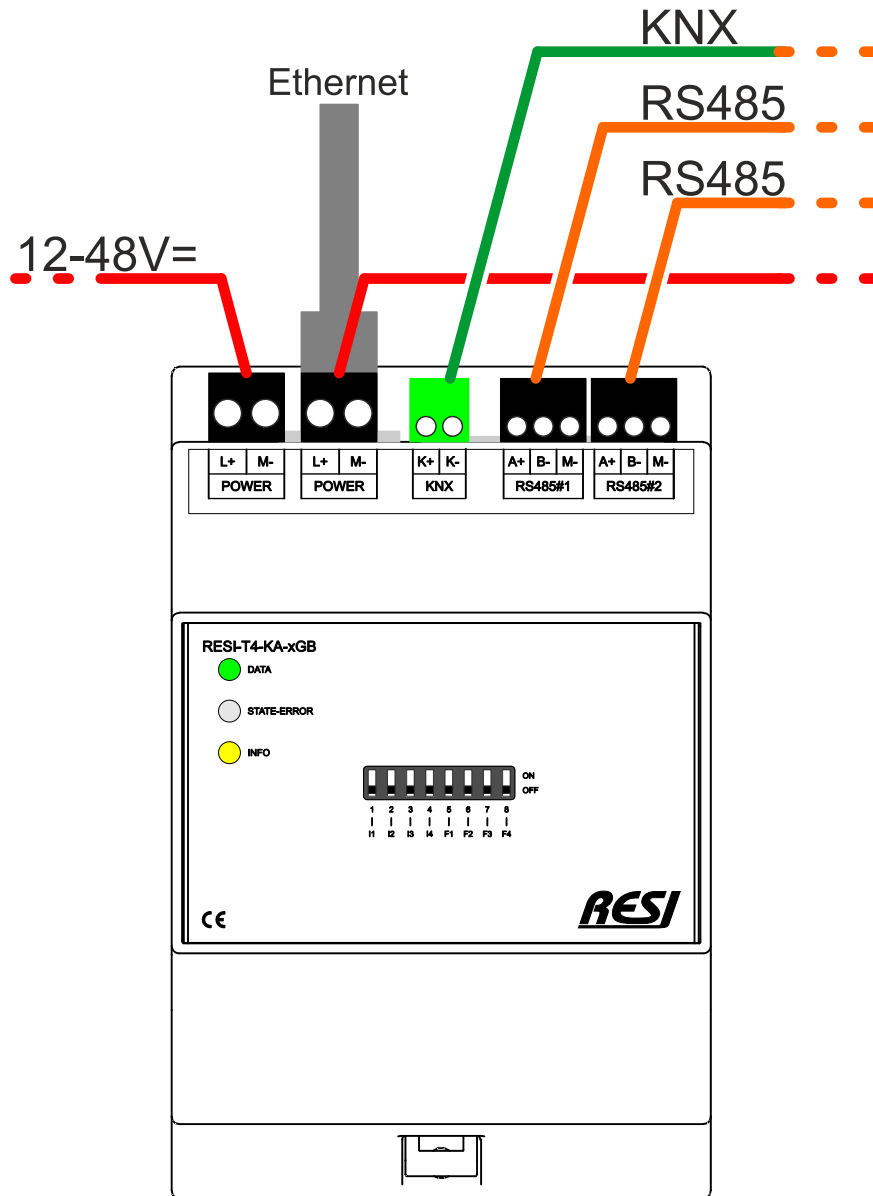 KNX
Ethernet
RS485
RS485
12-48V=
L+ M- L+ M- K+ K- A+ B- M- A+ B- M-
POWER POWER KNX RS485#1 RS485#2
RESI-T4-KA-xGB
DATA
STATE-ERROR
INFO
ON
OFF
1 2 3 4 5 6 7 8
I1 I2 I3 I4 F1 F2 F3 F4
CE
RESI